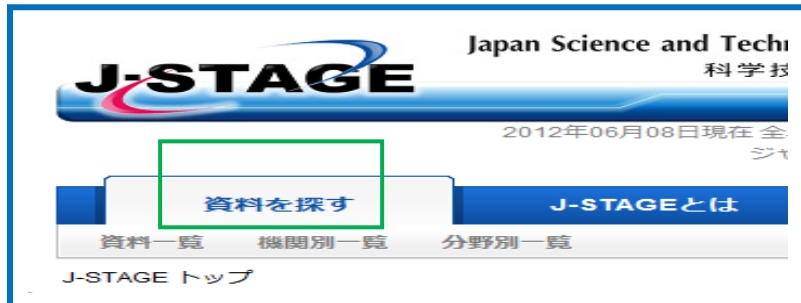 J-STAGE
Japan Science and Techn
科学技
2012年06月08日現在 全
ジャ
資料を探す
J-STAGEとは
資料一覧 機関別一覧 分野別一覧
J-STAGE トップ